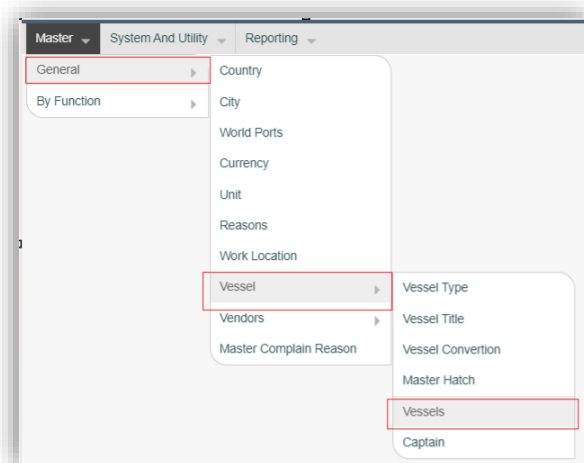 Master System And Utility Reporting
General
By Function
Country
City
World Ports
Currency
Unit
Reasons
Work Location
Vessel
Vendors
Master Complain Reason
Vessel Type
Vessel Title
Vessel Convertion
Master Hatch
Vessels
Captain